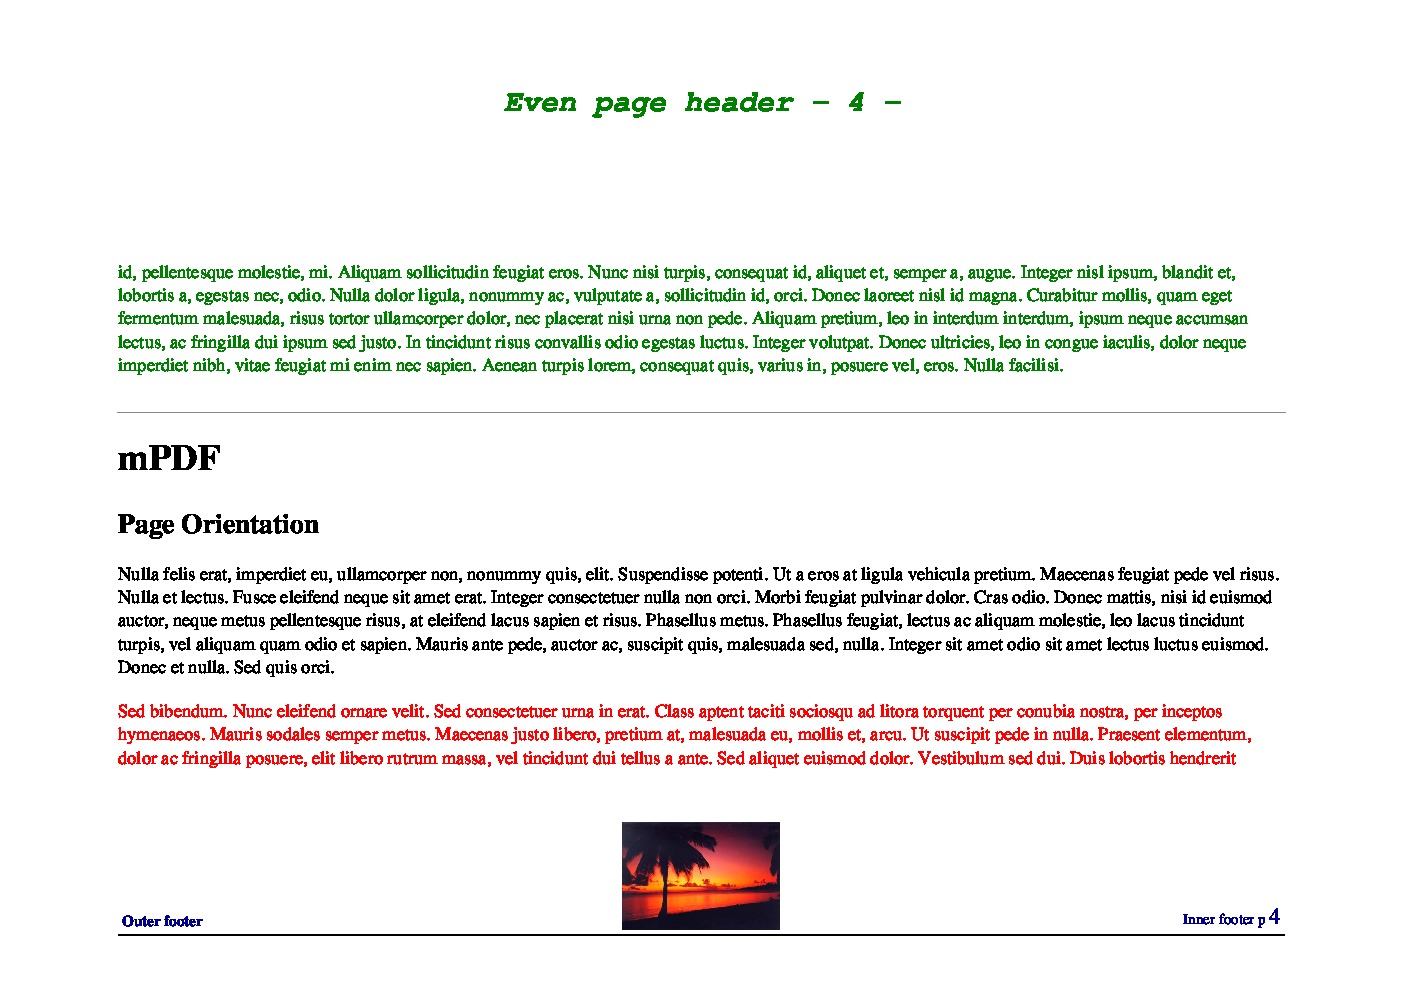 Even page header - 4 -
id, pellentesque molestie, mi. Aliquam sollicitudin feugiat eros. Nunc nisi turpis, consequat id, aliquet et, semper a, augue. Integer nisl ipsum, blandit et,
lobortis a, egestas nec, odio. Nulla dolor ligula, nonummy ac, vulputate a, sollicitudin id, orci. Donec laoreet nisl id magna. Curabitur mollis, quam eget
fermentum malesuada, risus tortor ullamcorper dolor, nec placerat nisi urna non pede. Aliquam pretium, leo in interdum interdum, ipsum neque accumsan
lectus, ac fringilla dui ipsum sed justo. In tincidunt risus convallis odio egestas luctus. Integer volutpat. Donec ultricies, leo in congue iaculis, dolor neque
imperdiet nibh, vitae feugiat mi enim nec sapien. Aenean turpis lorem, consequat quis, varius in, posuere vel, eros. Nulla facilisi.
mPDF
Page Orientation
Nulla felis erat, imperdiet eu, ullamcorper non, nonummy quis, elit. Suspendisse potenti. Ut a eros at ligula vehicula pretium. Maecenas feugiat pede vel risus.
Nulla et lectus. Fusce eleifend neque sit amet erat. Integer consectetuer nulla non orci. Morbi feugiat pulvinar dolor. Cras odio. Donec mattis, nisi id euismod
auctor, neque metus pellentesque risus, at eleifend lacus sapien et risus. Phasellus metus. Phasellus feugiat, lectus ac aliquam molestie, leo lacus tincidunt
turpis, vel aliquam quam odio et sapien. Mauris ante pede, auctor ac, suscipit quis, malesuada sed, nulla. Integer sit amet odio sit amet lectus luctus euismod.
Donec et nulla. Sed quis orci.
Sed bibendum. Nunc eleifend ornare velit. Sed consectetuer urna in erat. Class aptent taciti sociosqu ad litora torquent per conubia nostra, per inceptos
hymenaeos. Mauris sodales semper metus. Maecenas justo libero, pretium at, malesuada eu, mollis et, arcu. Ut suscipit pede in nulla. Praesent elementum,
dolor ac fringilla posuere, elit libero rutrum massa, vel tincidunt dui tellus a ante. Sed aliquet euismod dolor. Vestibulum sed dui. Duis lobortis hendrerit
Outer footer
Inner footer p 4